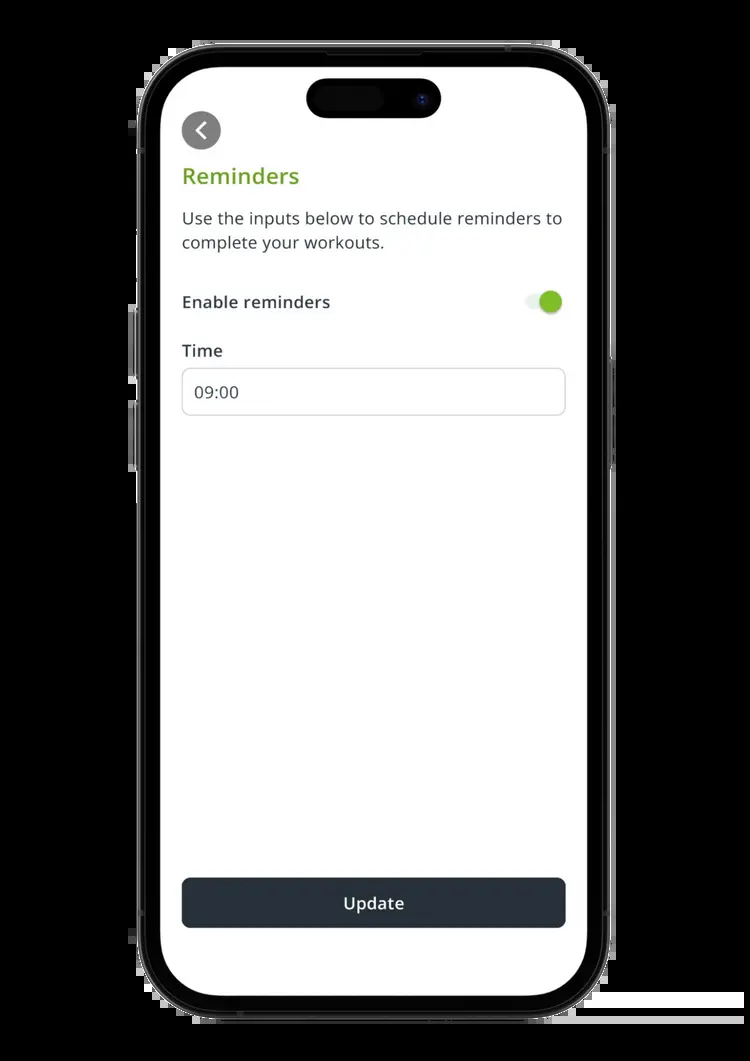 Reminders
Use the inputs below to schedule reminders to
complete your workouts.
Enable reminders
Time
09:00
Update